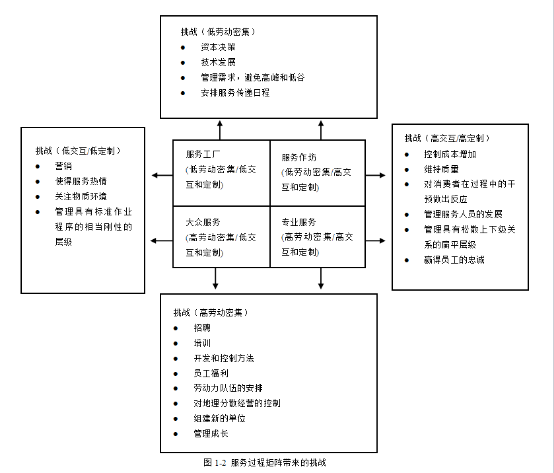 挑战（低劳动密集）
● 资本决策
● 技术发展
● 管理需求，避免高峰和低谷
● 安排服务传递日程
挑战（低交互/低定制）
● 营销
● 使得服务热情
● 关注物质环境
● 管理具有标准作业
程序的相当刚性的
层级
服务工厂
(低劳动密集/低交
互和定制)
服务作坊
(低劳动密集/高交
互和定制)
大众服务
(高劳动密集/低交
互和定制)
专业服务
(高劳动密集/高交
互和定制)
挑战（高交互/高定制）
● 控制成本增加
● 维持质量
● 对消费者在过程中的干
预做出反应
● 管理服务人员的发展
● 管理具有松散上下级关
系的扁平层级
● 赢得员工的忠诚
挑战（高劳动密集）
● 招聘
● 培训
● 开发和控制方法
● 员工福利
● 劳动力队伍的安排
● 对地理分散经营的控制
● 组建新的单位
● 管理成长
图 1-2 服务过程矩阵带来的挑战